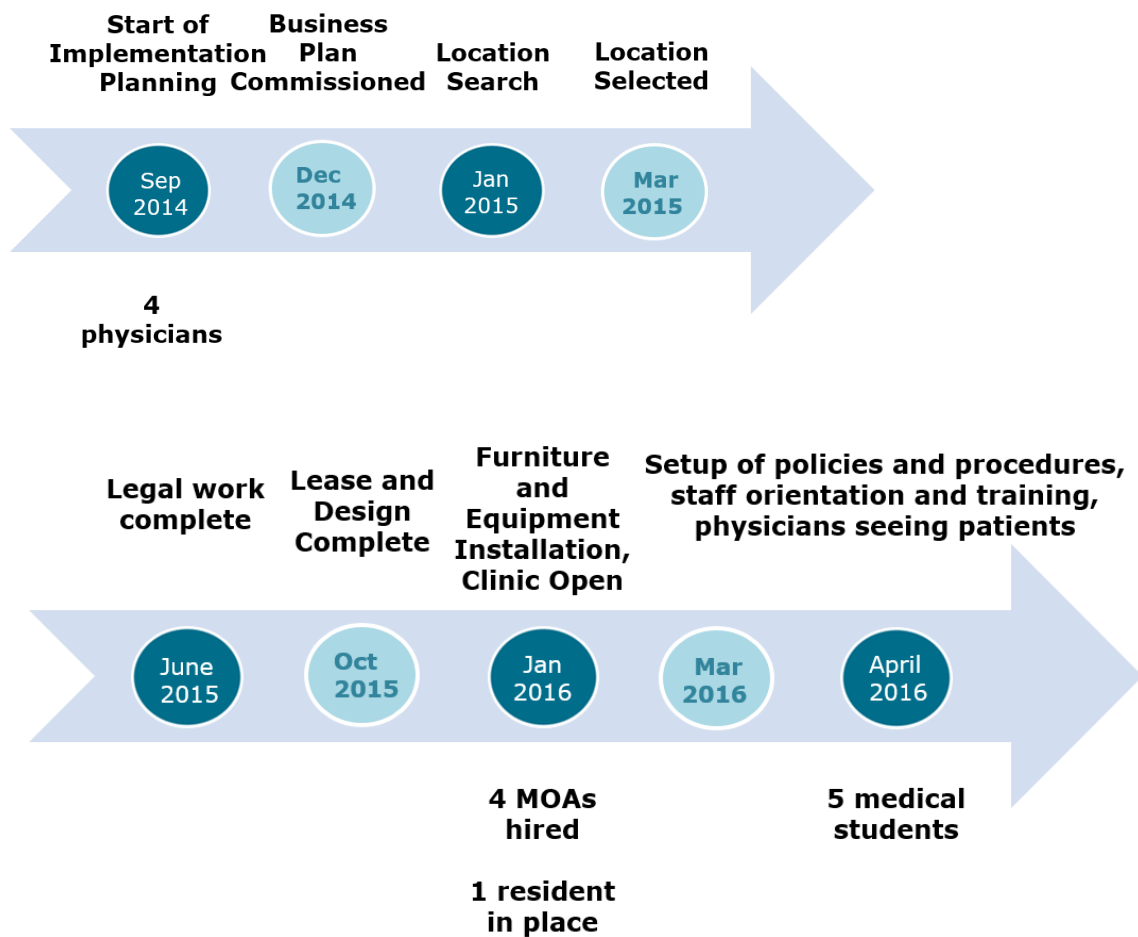 Start of
Implementation
Planning
Business
Plan
Commissioned
Location
Search
Location
Selected
Sep
2014
Dec
2014
Jan
2015
Mar
2015
4
physicians
Legal work
complete
Lease and
Design
Complete
Furniture
and
Equipment
Installation,
Clinic Open
Setup of policies and procedures,
staff orientation and training,
physicians seeing patients
June
2015
Oct
2015
Jan
2016
Mar
2016
April
2016
4 MOAs
hired
1 resident
in place
5 medical
students